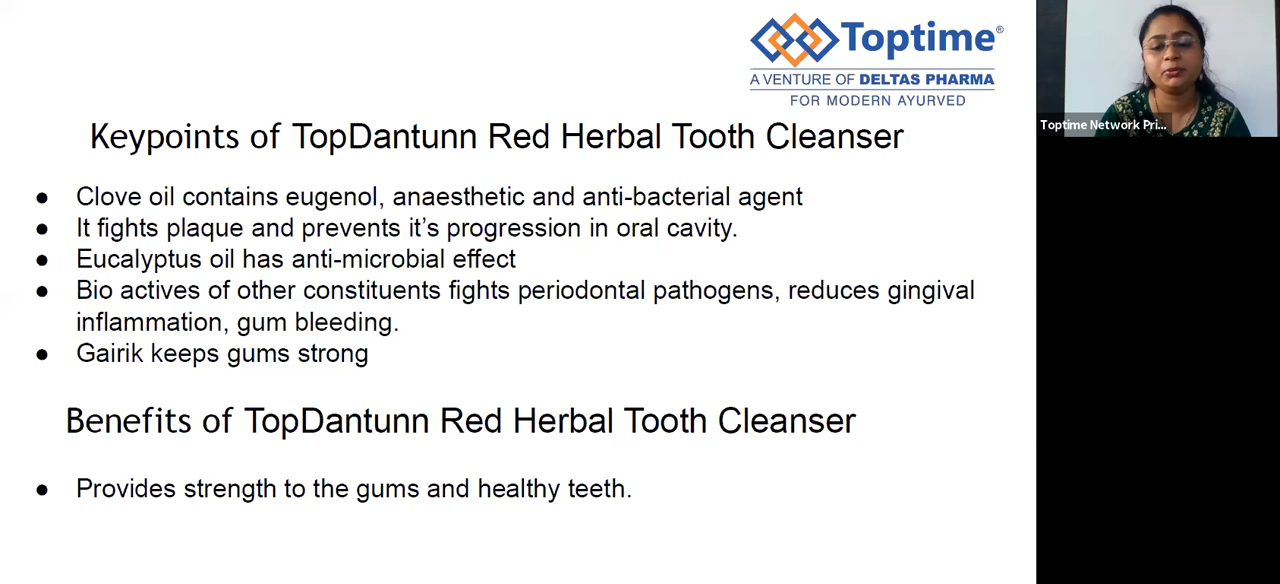 Toptime®
A VENTURE OF DELTAS PHARMA
FOR MODERN AYURVED
Toptime Network Pri...
Keypoints of TopDantunn Red Herbal Tooth Cleanser
● Clove oil contains eugenol, anaesthetic and anti-bacterial agent
● It fights plaque and prevents it’s progression in oral cavity.
● Eucalyptus oil has anti-microbial effect
● Bio actives of other constituents fights periodontal pathogens, reduces gingival
inflammation, gum bleeding.
● Gairik keeps gums strong
Benefits of TopDantunn Red Herbal Tooth Cleanser
● Provides strength to the gums and healthy teeth.